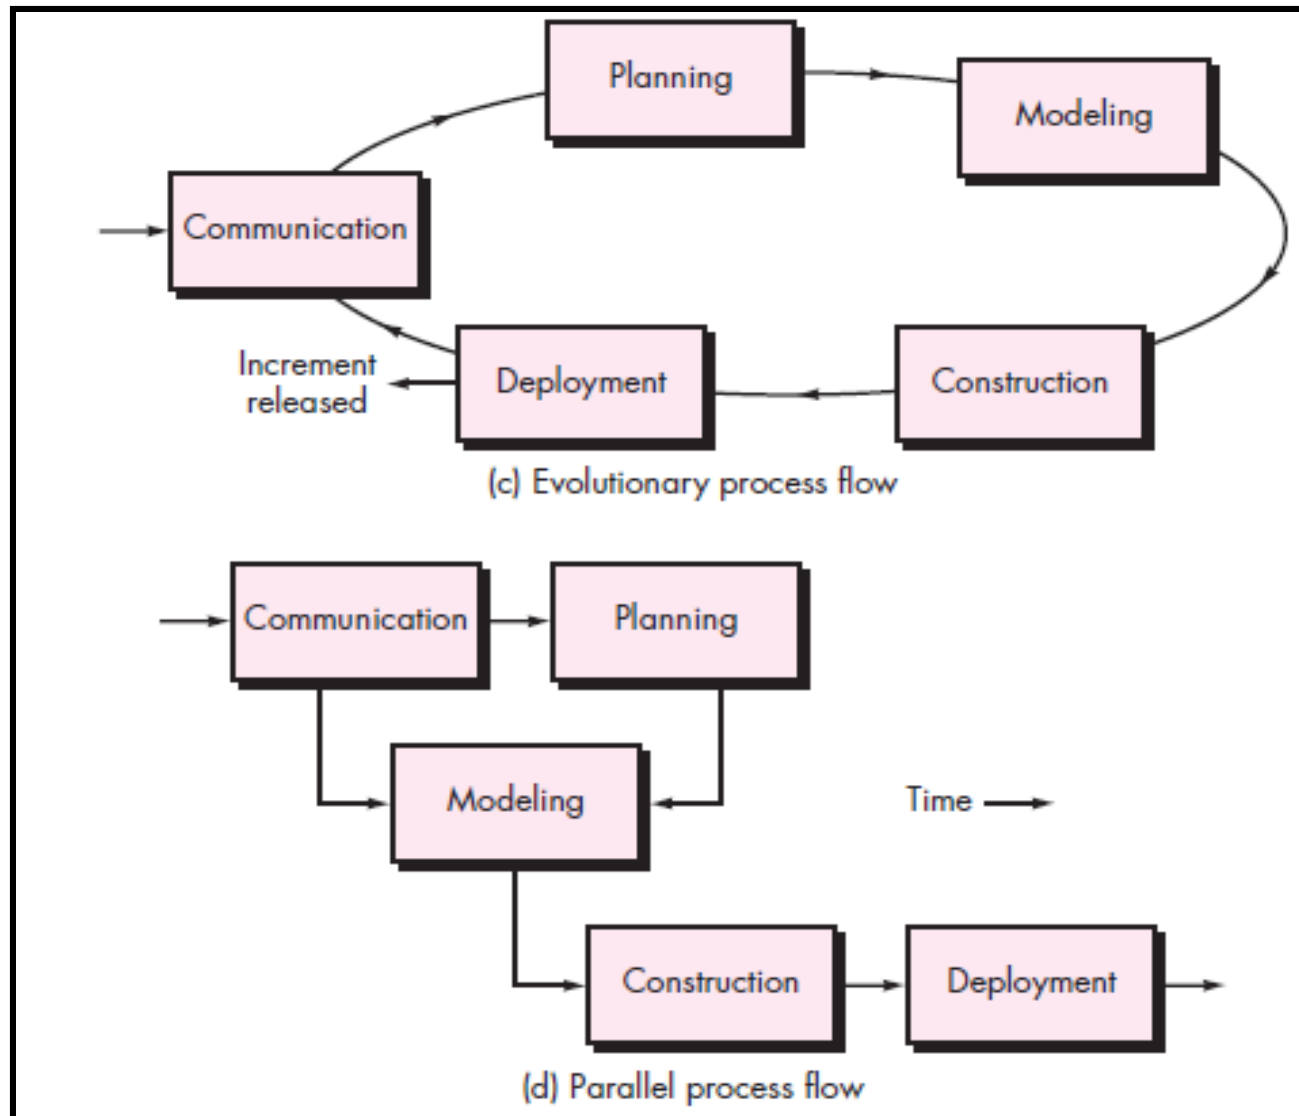 Planning
Modeling
Communication
Increment
released
Deployment
Construction
(c) Evolutionary process flow
Communication
Planning
Modeling
Time
Construction
Deployment
(d) Parallel process flow